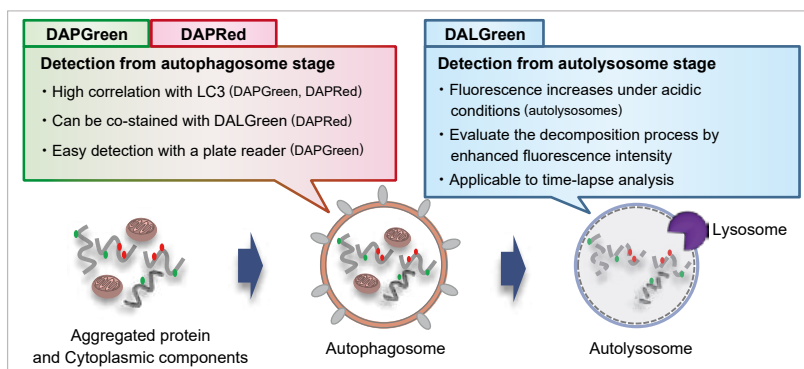 DAPGreen
DAPRed
Detection from autophagosome stage
・High correlation with LC3 (DAPGreen, DAPRed)
・Can be co-stained with DALGreen (DAPRed)
・Easy detection with a plate reader (DAPGreen)
DALGreen
Detection from autolysosome stage
・Fluorescence increases under acidic
conditions (autolysosomes)
・Evaluate the decomposition process by
enhanced fluorescence intensity
・Applicable to time-lapse analysis
Lysosome
Aggregated protein
and Cytoplasmic components
Autophagosome
Autolysosome